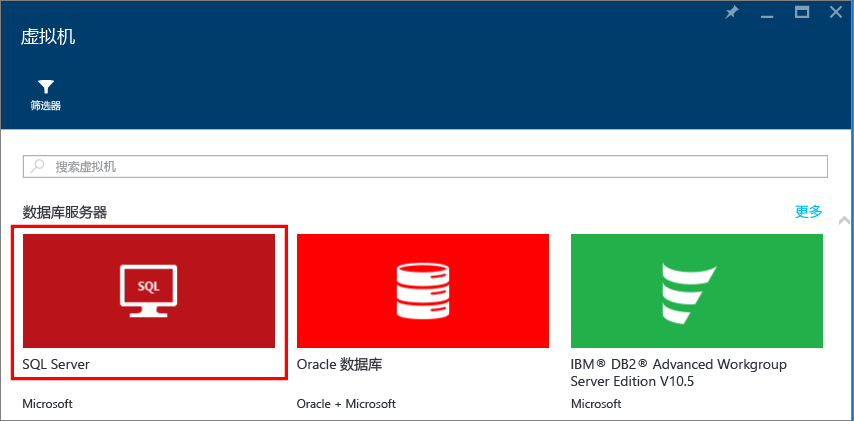 虚拟机
筛选器
搜索虚拟机
数据库服务器
更多
SQL
SQL Server
Microsoft
Oracle 数据库
Oracle + Microsoft
IBM® DB2® Advanced Workgroup
Server Edition V10.5
Microsoft